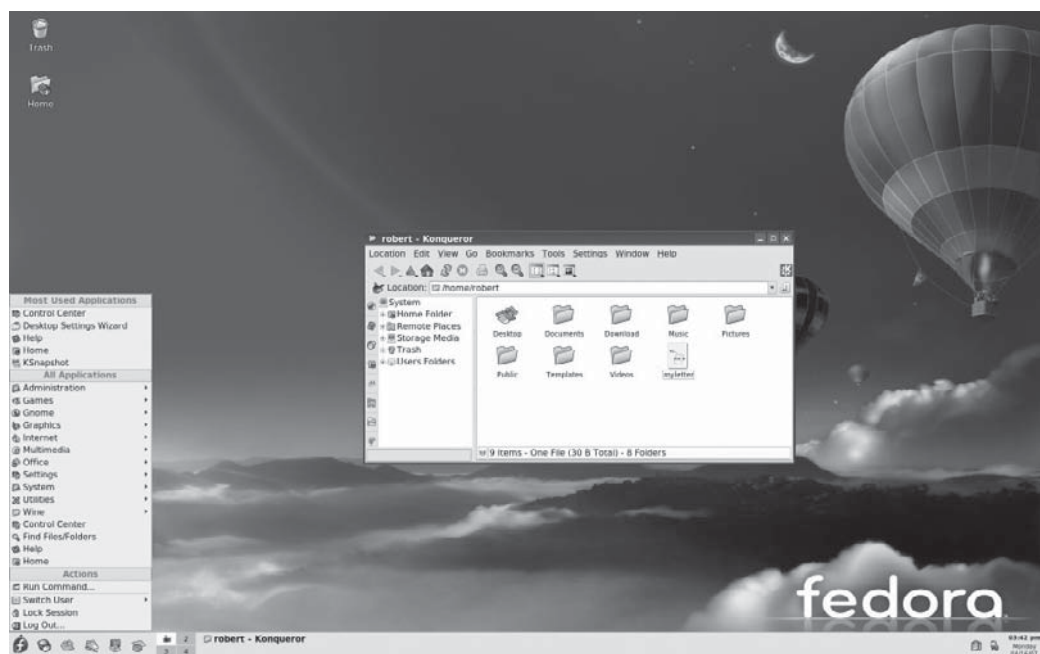 Trash
Home
robert - Konqueror
Location Edit View Go Bookmarks Tools Settings Window Help
Location: /home/robert
System
Home Folder
Remote Places
Storage Media
Trash
Users Folders
Desktop
Documents
Download
Music
Pictures
Public
Templates
Videos
myletter
9 Items - One File (30 B Total) - 8 Folders
Most Used Applications
Control Center
Desktop Settings Wizard
Help
Home
KSnapshot
All Applications
Administration
Games
Gnome
Graphics
Internet
Multimedia
Office
Settings
System
Utilities
Wine
Control Center
Find Files/Folders
Help
Home
Actions
Run Command...
Switch User
Lock Session
Log Out...
fedora
2
3 4
robert - Konqueror
03:42 pm
Monday